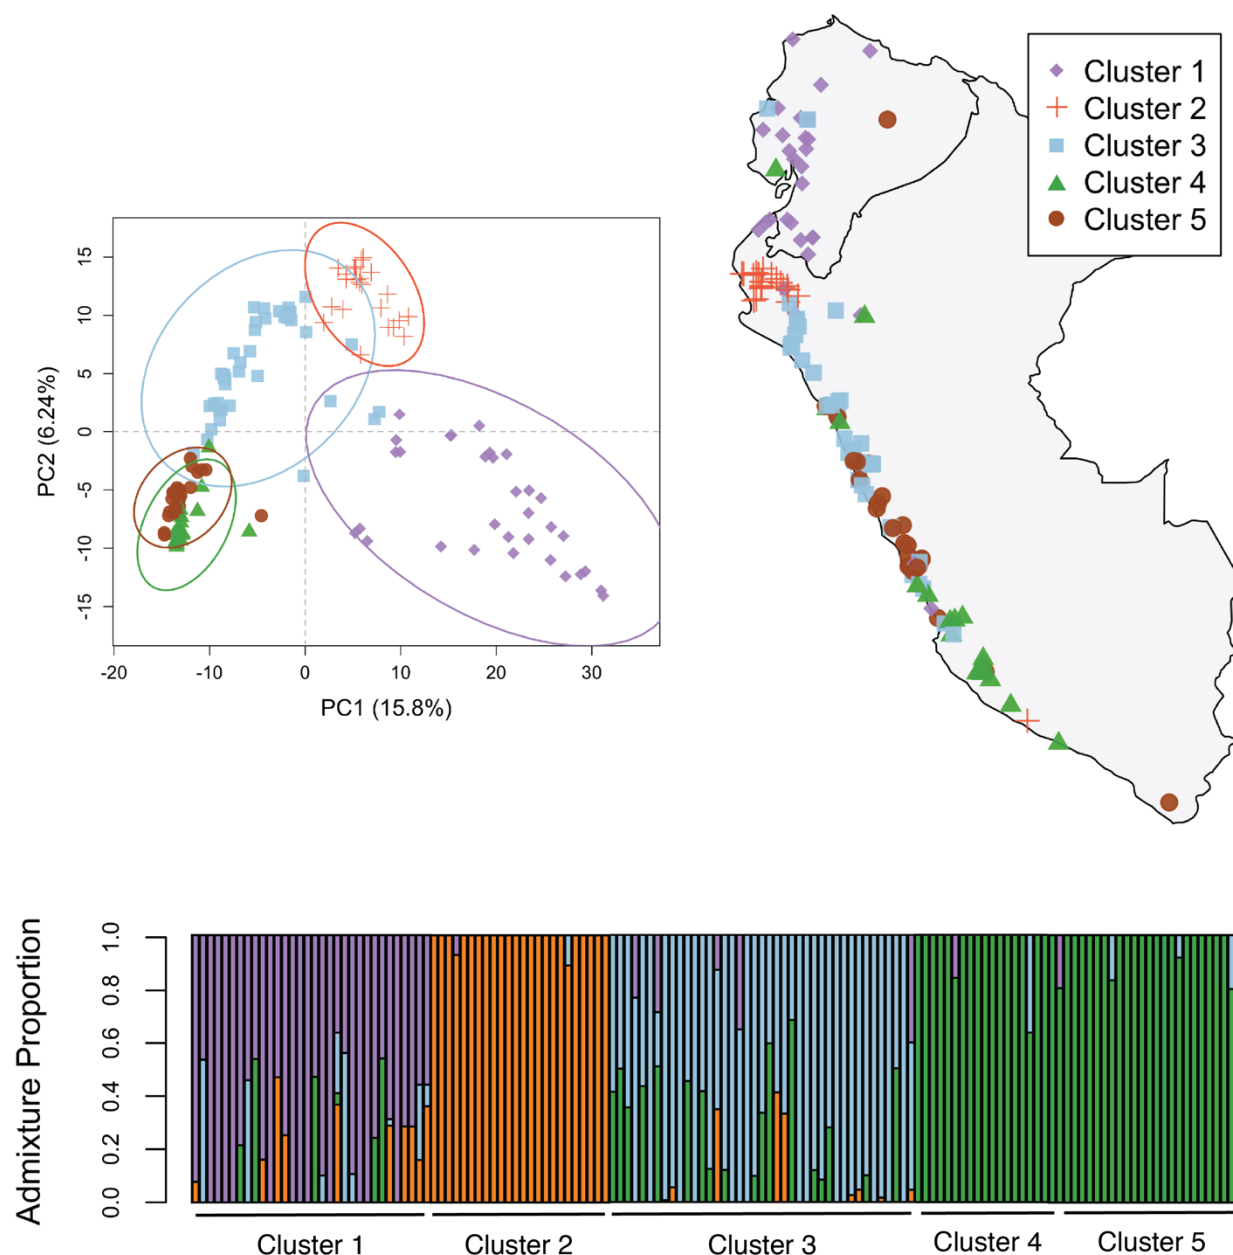 Cluster 1
Cluster 2
Cluster 3
Cluster 4
Cluster 5
15
10
5
0
-5
-10
-15
PC2 (6.24%)
-20 -10 0 10 20 30
PC1 (15.8%)
Admixture Proportion
1.0
0.8
0.6
0.4
0.2
0.0
Cluster 1 Cluster 2 Cluster 3 Cluster 4 Cluster 5